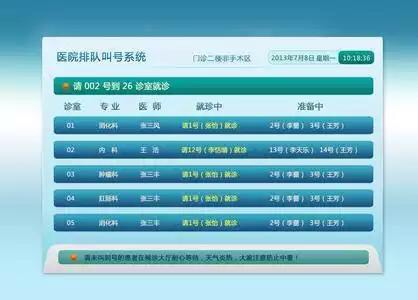 医院排队叫号系统 门诊二楼非手术区 2013年7月8日 星期一 10:18:36
请 002 号到 26 诊室就诊
诊室 专 业 医 师 就珍中 准备中
01 消化科 张三风 请1号(张怡)就诊 2号(李蔷) 3号(王芳)
02 内 科 王 浩 请12号(李恬嘀)就诊 13号(李天乐) 14号(王芳)
03 肿瘤科 张三丰 请1号(张怡)就诊 2号(李蔷) 3号(王芳)
04 肛肠科 张三丰 请1号(张怡)就诊 2号(李蔷) 3号(王芳)
05 消化科 张三丰 请1号(张怡)就诊 2号(李蔷) 3号(王芳)
请未叫到号的患者在候诊大厅耐心等待，天气炎热，大家注意防止中暑！